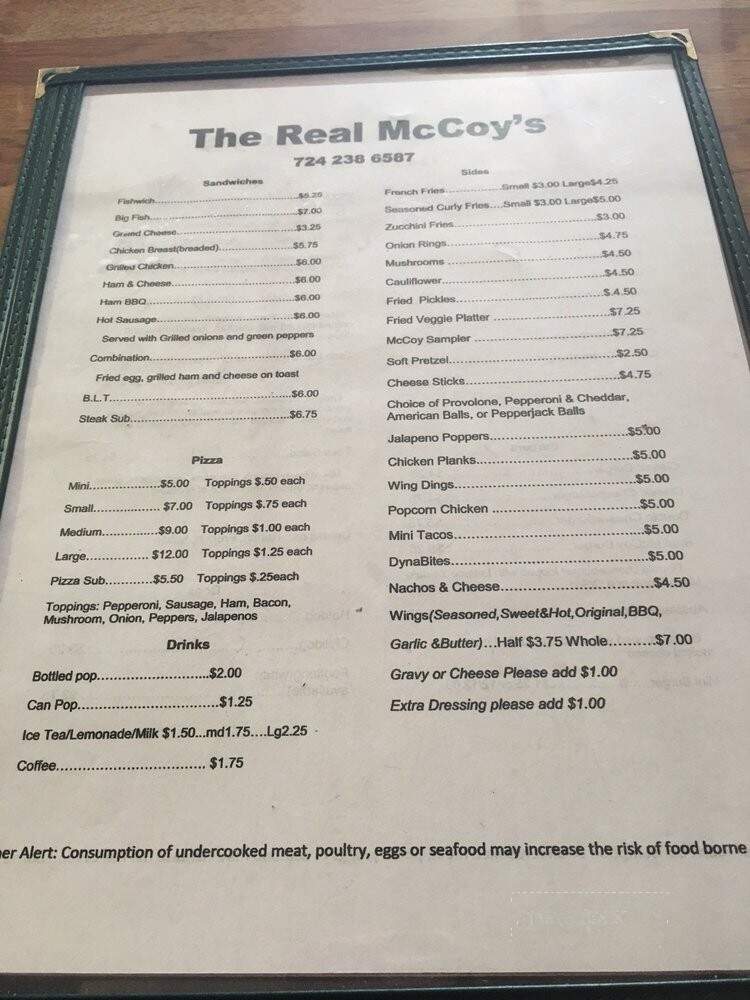 The Real McCoy's
724 238 6587
Sandwiches
Fishwich....................................$5.25
Big Fish.....................................$7.00
Grand Cheese............................$3.25
Chicken Breast(breaded)..................$5.75
Grilled Chicken..............................$6.00
Ham & Cheese..............................$6.00
Ham BBQ...................................$6.00
Hot Sausage................................$6.00
Served with Grilled onions and green peppers
Combination.................................$6.00
Fried egg, grilled ham and cheese on toast
B.L.T..........................................$6.00
Steak Sub....................................$6.75
Pizza
Mini................$5.00 Toppings $.50 each
Small................ $7.00 Toppings $.75 each
Medium..............$9.00 Toppings $1.00 each
Large............... $12.00 Toppings $1.25 each
Pizza Sub............$5.50 Toppings $.25each
Toppings: Pepperoni, Sausage, Ham, Bacon,
Mushroom, Onion, Peppers, Jalapenos
Drinks
Bottled pop..........................$2.00
Can Pop................................$1.25
Ice Tea/Lemonade/Milk $1.50...md1.75....Lg2.25
Coffee.................................. $1.75
Sides
French Fries..............Small $3.00 Large$4.25
Seasoned Curly Fries....Small $3.00 Large$5.00
Zucchini Fries...................................$3.00
Onion Rings.....................................$4.75
Mushrooms .....................................$4.50
Cauliflower......................................$4.50
Fried Pickles...................................$.4.50
Fried Veggie Platter ............................$7.25
McCoy Sampler .................................$7.25
Soft Pretzel.......................................$2.50
Cheese Sticks....................................$4.75
Choice of Provolone, Pepperoni & Cheddar,
American Balls, or Pepperjack Balls
Jalapeno Poppers................................$5.00
Chicken Planks....................................$5.00
Wing Dings.........................................$5.00
Popcorn Chicken ..................................$5.00
Mini Tacos...........................................$5.00
DynaBites............................................$5.00
Nachos & Cheese...................................$4.50
Wings(Seasoned,Sweet&Hot,Original,BBQ,
Garlic &Butter)...Half $3.75 Whole..........$7.00
Gravy or Cheese Please add $1.00
Extra Dressing please add $1.00
er Alert: Consumption of undercooked meat, poultry, eggs or seafood may increase the risk of food borne